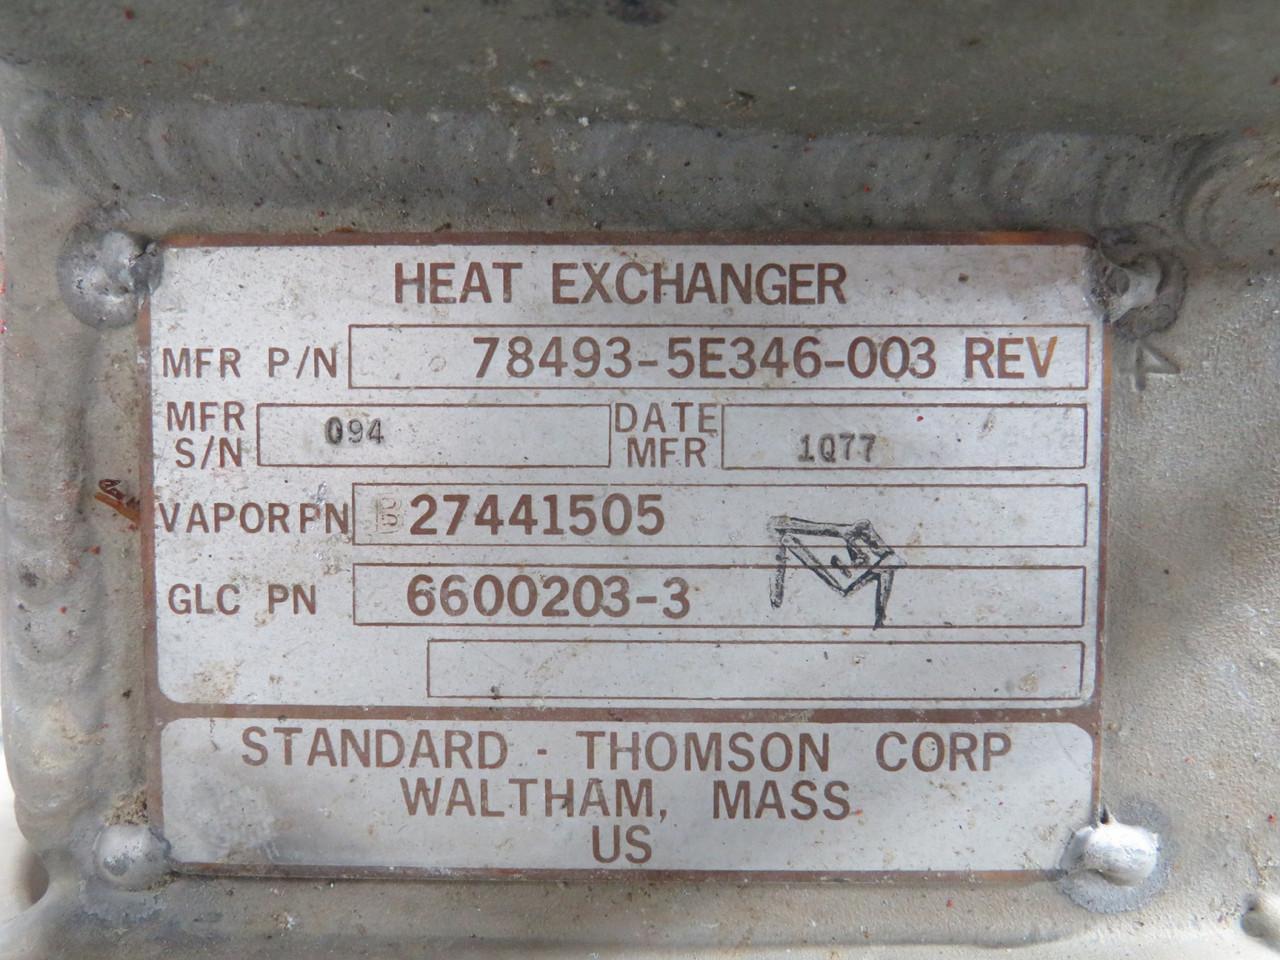 HEAT EXCHANGER
MFR P/N 78493-5E346-003 REV
MFR S/N 094 DATE MFR 1Q77
VAPOR PN 27441505
GLC PN 6600203-3
STANDARD - THOMSON CORP
WALTHAM, MASS
US